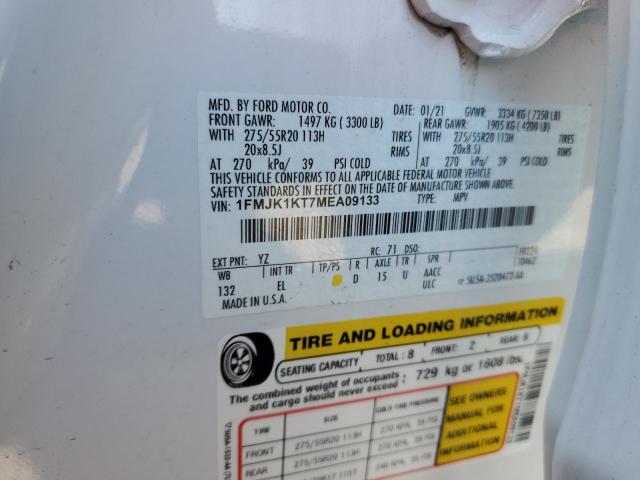 MFD. BY FORD MOTOR CO. DATE 01/21 GVWR: 3334 KG (7350 LB)
FRONT GAWR: 1497 KG (3300 LB) REAR GAWR: 1905 KG (4200 LB)
WITH 275/55R20 113H TIRES WITH 275/55R20 113H
20x8.5J RIMS 20x8.5J
AT 270 kPa/ 39 PSI COLD AT 270 kPa/ 39 PSI COLD
THIS VEHICLE CONFORMS TO ALL APPLICABLE FEDERAL MOTOR VEHICLE
SAFETY STANDARDS IN EFFECT ON THE DATE OF MANUFACTURE SHOWN ABOVE.
VIN: 1FMJK1KT7MEA09133 TYPE: MPV
EXT PNT: YZ RC: 71 DSO:
WB INT TR TP/PS R AXLE TR SPR
132 EL D 15 U AACC
ULC
MADE IN U.S.A.
TIRE AND LOADING INFORMATION
SEATING CAPACITY TOTAL: 8 FRONT: 2 REAR:
The combined weight of occupants and cargo should never exceed: 729 kg or 1608 lbs.
TIRE SIZE COLD TIRE PRESSURE
FRONT 275/55R20 113H 270 KPA, 39 PSI
REAR 275/55R20 113H 270 KPA, 39 PSI
SEE OWNERS
MANUAL FOR
ADDITIONAL
INFORMATION